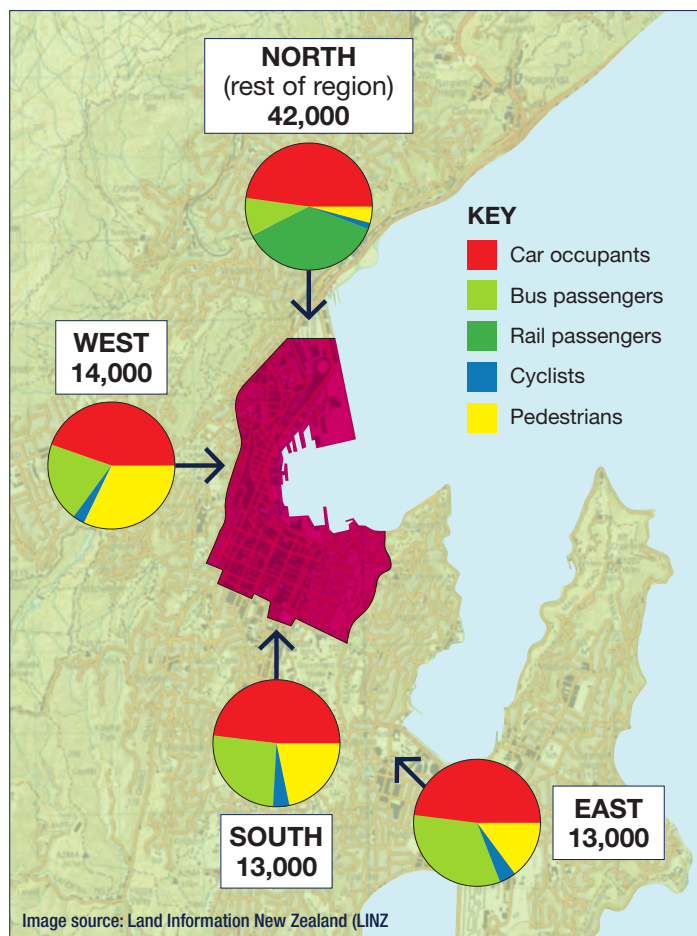 NORTH
(rest of region)
42,000
KEY
Car occupants
Bus passengers
Rail passengers
Cyclists
Pedestrians
WEST
14,000
SOUTH
13,000
EAST
13,000
Image source: Land Information New Zealand (LINZ